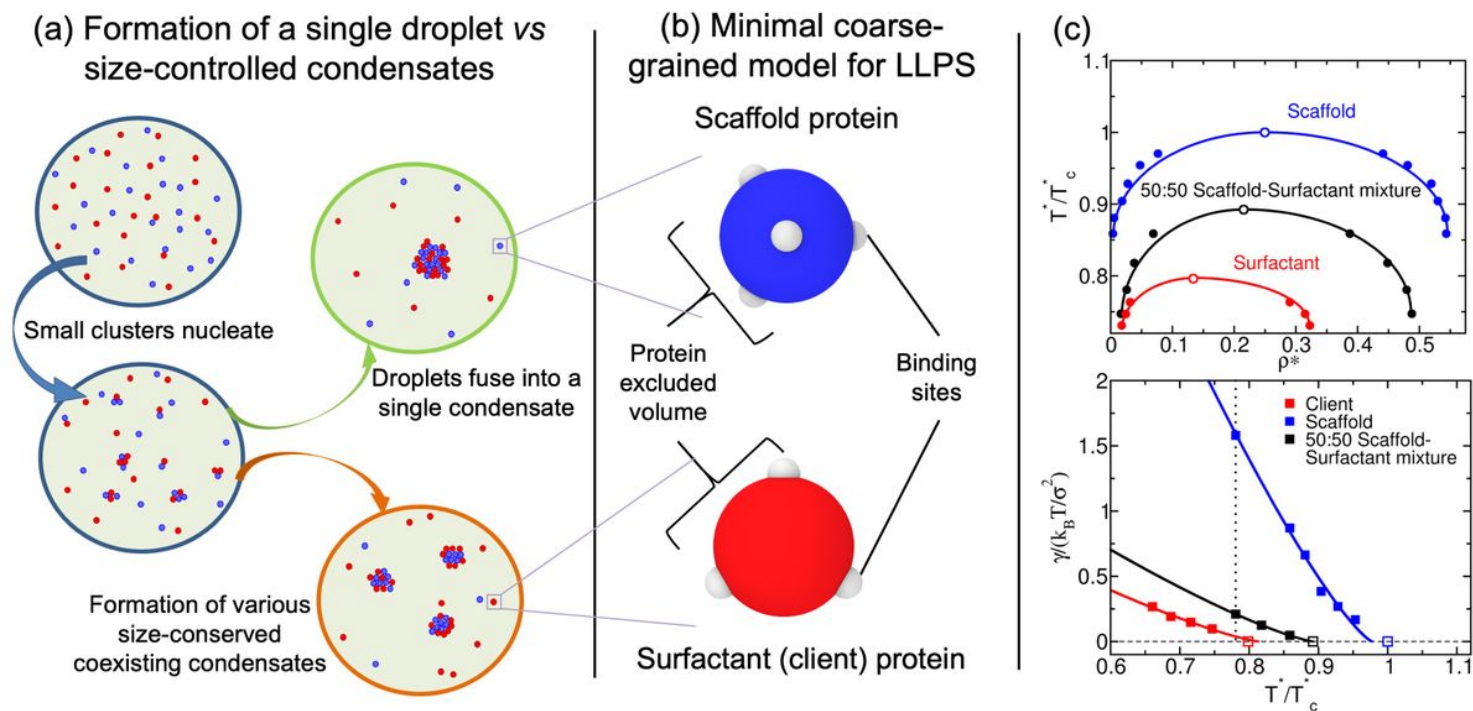 (a) Formation of a single droplet vs
size-controlled condensates
Small clusters nucleate
Droplets fuse into a
single condensate
Formation of various
size-conserved
coexisting condensates
(b) Minimal coarse-
grained model for LLPS
Scaffold protein
Protein
excluded
volume
Binding
sites
Surfactant (client) protein
(c)
T*/T*c
1.1
1
0.9
0.8
Scaffold
50:50 Scaffold-Surfactant mixture
Surfactant
0 0.1 0.2 0.3 0.4 0.5
ρ*
γ/(kBT/σ²)
2
1.5
1
0.5
0
Client
Scaffold
50:50 Scaffold-
Surfactant mixture
0.6 0.7 0.8 0.9 1 1.1
T*/T*c